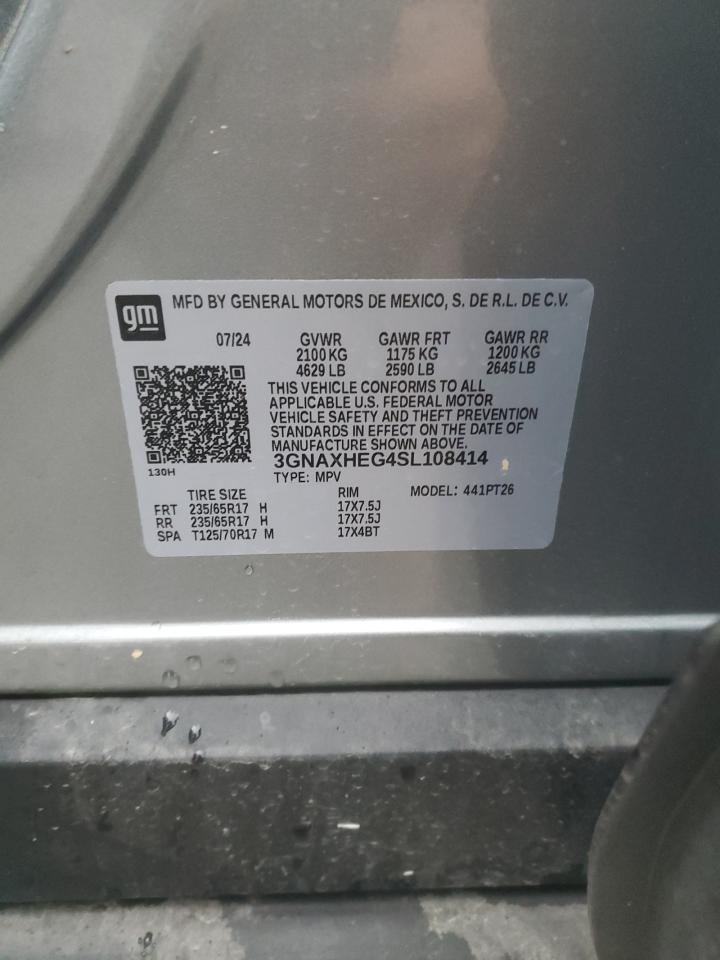 gm
MFD BY GENERAL MOTORS DE MEXICO, S. DE R.L. DE C.V.
07/24 GVWR GAWR FRT GAWR RR
2100 KG 1175 KG 1200 KG
4629 LB 2590 LB 2645 LB
THIS VEHICLE CONFORMS TO ALL
APPLICABLE U.S. FEDERAL MOTOR
VEHICLE SAFETY AND THEFT PREVENTION
STANDARDS IN EFFECT ON THE DATE OF
MANUFACTURE SHOWN ABOVE.
3GNAXHEG4SL108414
130H
TYPE: MPV
TIRE SIZE RIM MODEL: 441PT26
FRT 235/65R17 H 17X7.5J
RR 235/65R17 H 17X7.5J
SPA T125/70R17 M 17X4BT